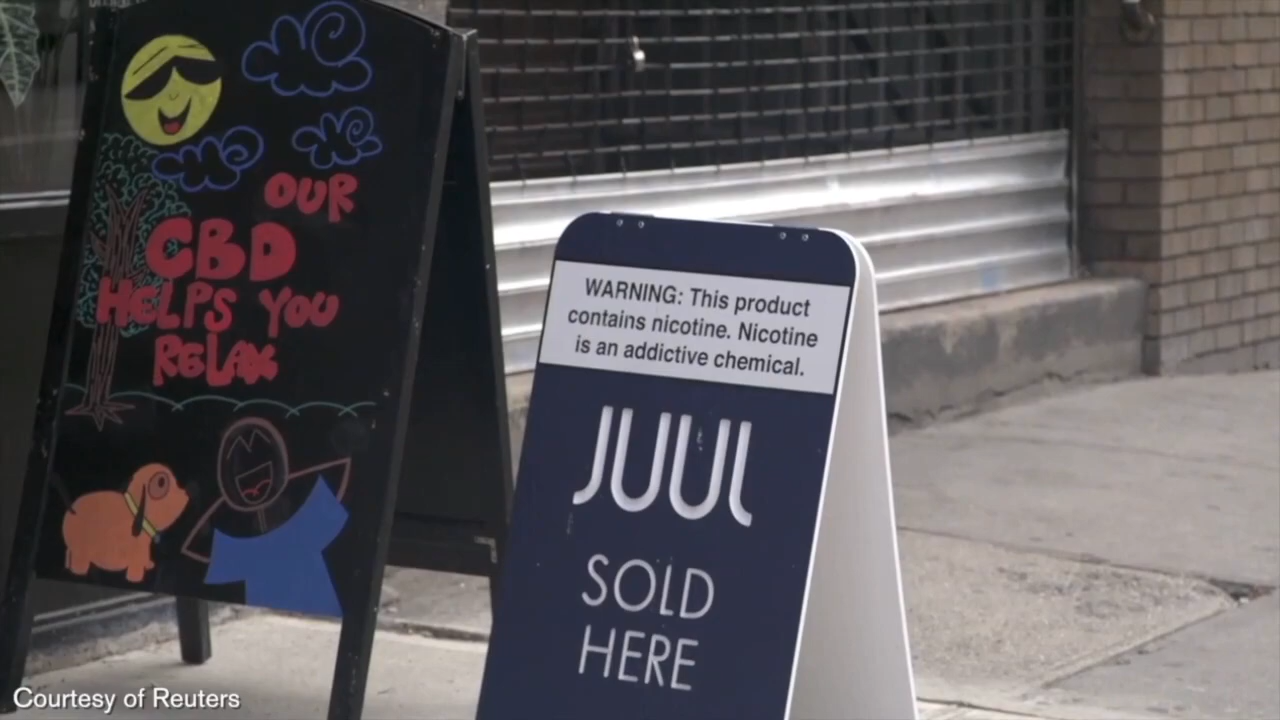 OUR
CBD
HELPS YOU
RELAX
WARNING: This product
contains nicotine. Nicotine
is an addictive chemical.
JUUL
SOLD
HERE
Courtesy of Reuters